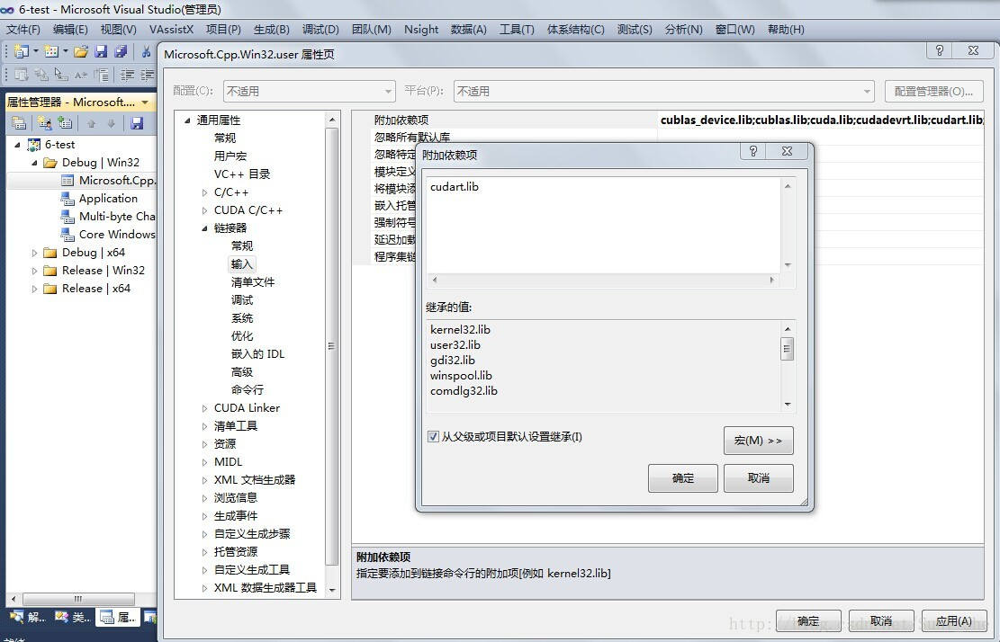 6-test - Microsoft Visual Studio(管理员)
文件(F) 编辑(E) 视图(V) VAssistX 项目(P) 生成(B) 调试(D) 团队(M) Nsight 数据(A) 工具(T) 体系结构(C) 测试(S) 分析(N) 窗口(W) 帮助(H)
Microsoft.Cpp.Win32.user 属性页
配置(C): 不适用 平台(P): 不适用 配置管理器(O)...
属性管理器 - Microsoft....
6-test
Debug | Win32
Microsoft.Cpp.
Application
Multi-byte Cha
Core Windows
Debug | x64
Release | Win32
Release | x64
解... 类... 属...
通用属性
常规
用户宏
VC++ 目录
C/C++
CUDA C/C++
链接器
常规
输入
清单文件
调试
系统
优化
嵌入的 IDL
高级
命令行
CUDA Linker
清单工具
资源
MIDL
XML 文档生成器
浏览信息
生成事件
自定义生成步骤
托管资源
自定义生成工具
XML 数据生成器工具
附加依赖项 cublas_device.lib;cublas.lib;cuda.lib;cudadevrt.lib;cudart.lib;
忽略所有默认库
忽略特定
模块定义
将模块添
嵌入托管
强制符号
延迟加载
程序集链
附加依赖项
cudart.lib
继承的值:
kernel32.lib
user32.lib
gdi32.lib
winspool.lib
comdlg32.lib
从父级或项目默认设置继承(I)
宏(M) >>
确定 取消
附加依赖项
指定要添加到链接命令行的附加项[例如 kernel32.lib]
确定 取消 应用(A)